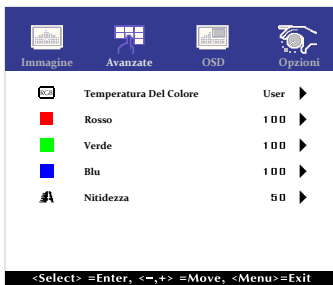 Immagine Avanzate OSD Opzioni
RGB Temperatura Del Colore User
Rosso 100
Verde 100
Blu 100
Nitidezza 50
<Select> =Enter, <−,+> =Move, <Menu>=Exit